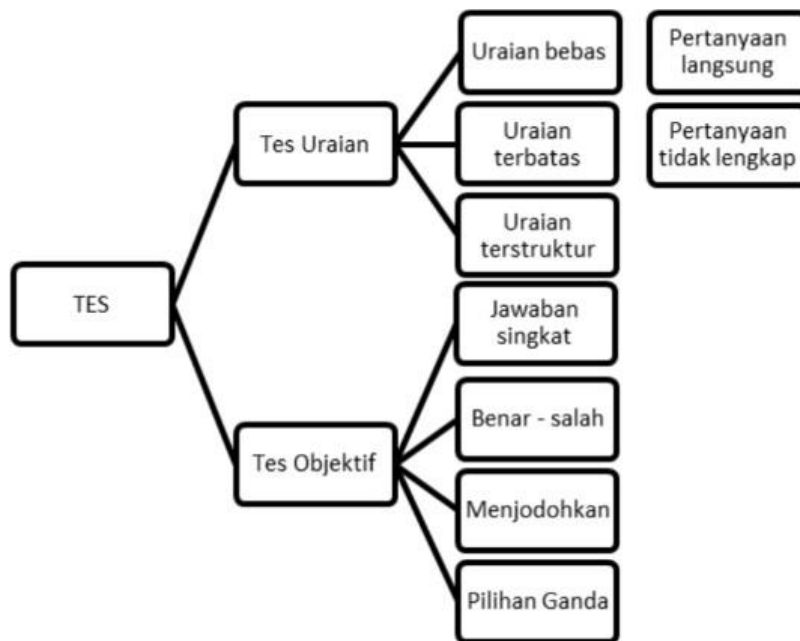 Uraian bebas
Pertanyaan
langsung
Tes Uraian
Uraian
terbatas
Pertanyaan
tidak lengkap
Uraian
terstruktur
TES
Jawaban
singkat
Benar - salah
Tes Objektif
Menjodohkan
Pilihan Ganda